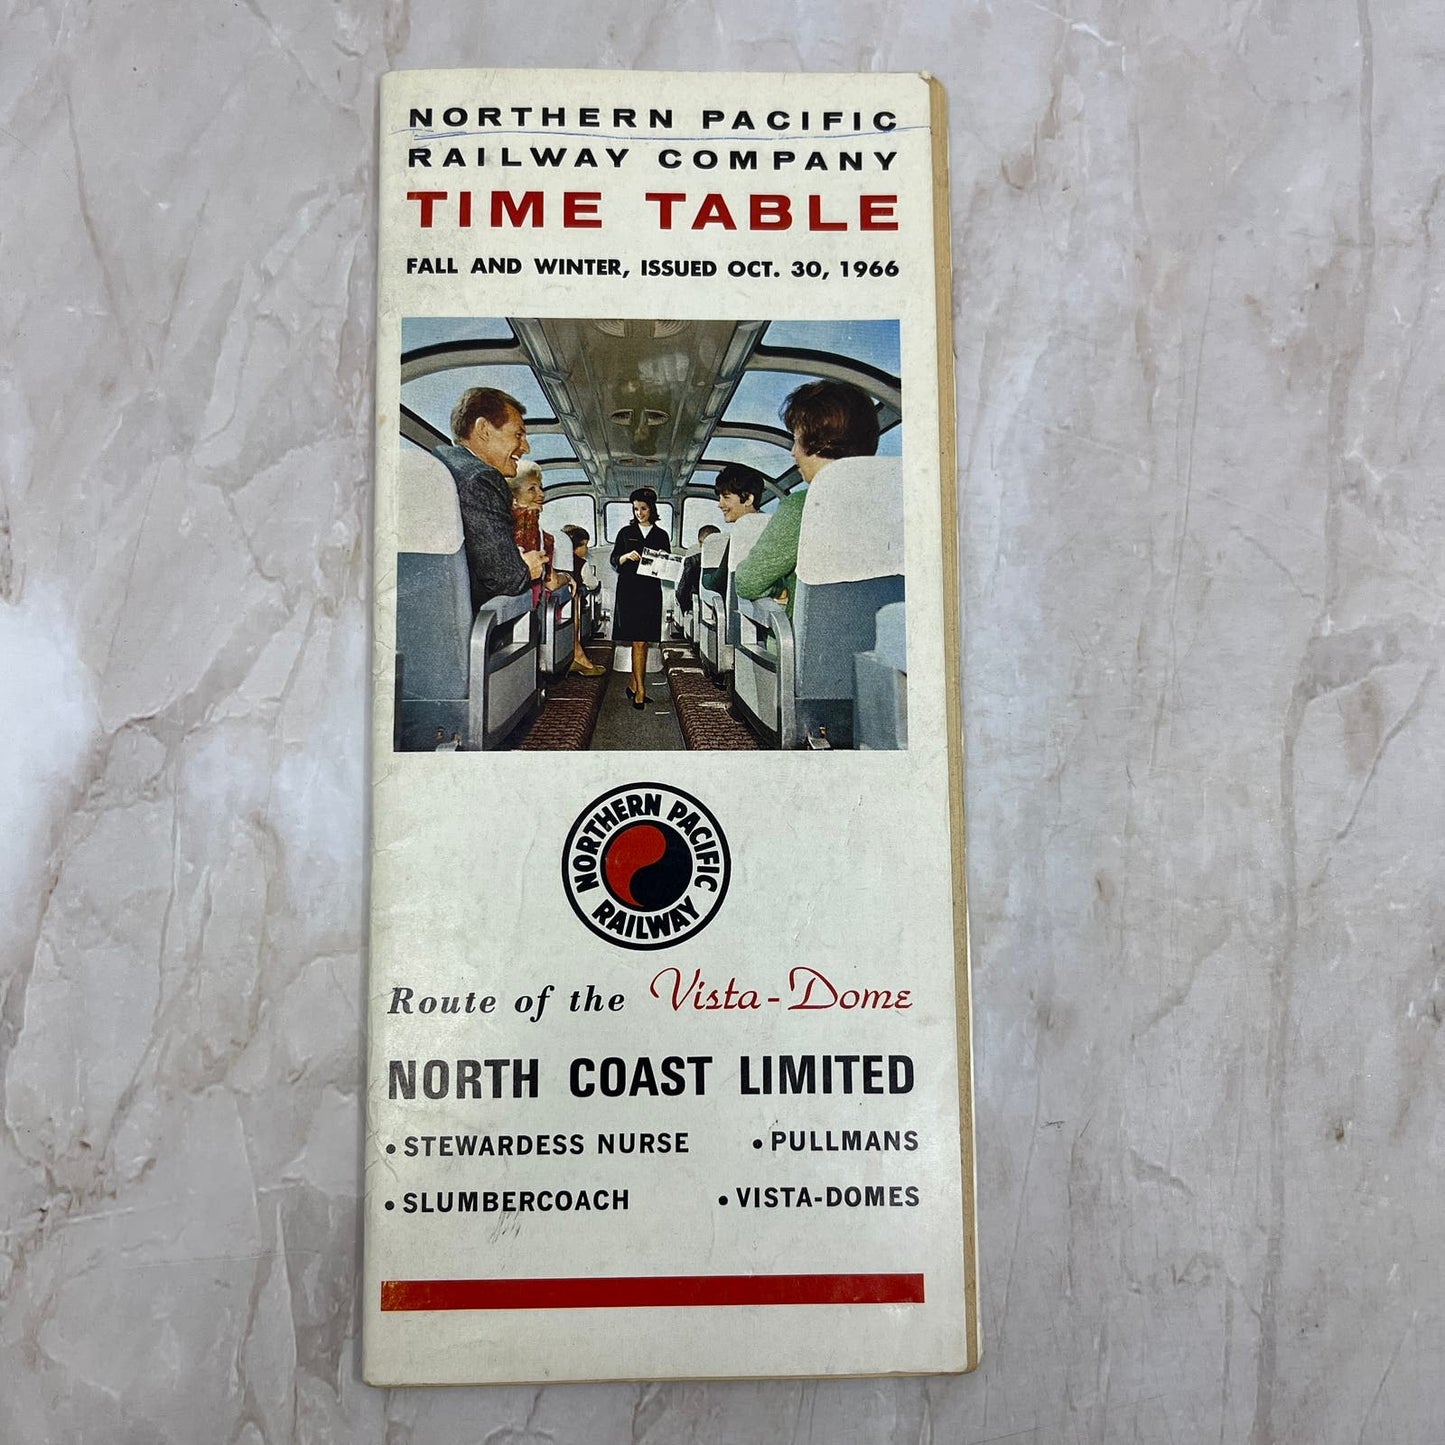 NORTHERN PACIFIC
RAILWAY COMPANY
TIME TABLE
FALL AND WINTER, ISSUED OCT. 30, 1966
NORTHERN PACIFIC
RAILWAY
Route of the Vista-Dome
NORTH COAST LIMITED
• STEWARDESS NURSE • PULLMANS
• SLUMBERCOACH • VISTA-DOMES